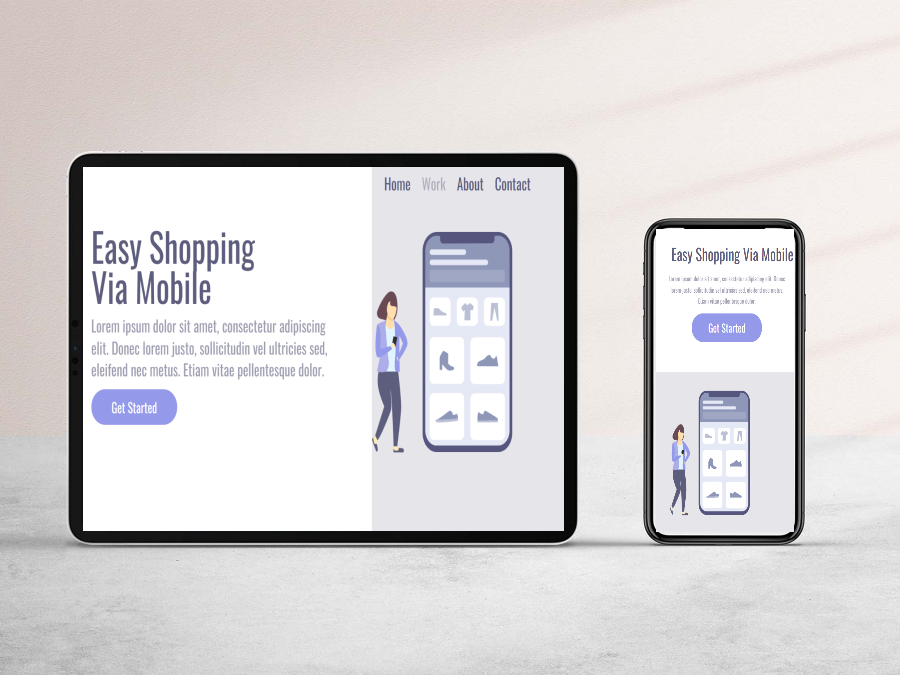 Home Work About Contact
Easy Shopping
Via Mobile
Lorem ipsum dolor sit amet, consectetur adipiscing
elit. Donec lorem justo, sollicitudin vel ultricies sed,
eleifend nec metus. Etiam vitae pellentesque dolor.
Get Started
Easy Shopping Via Mobile
Lorem ipsum dolor sit amet, consectetur adipiscing elit. Donec
lorem justo, sollicitudin vel ultricies sed, eleifend nec metus.
Etiam vitae pellentesque dolor.
Get Started